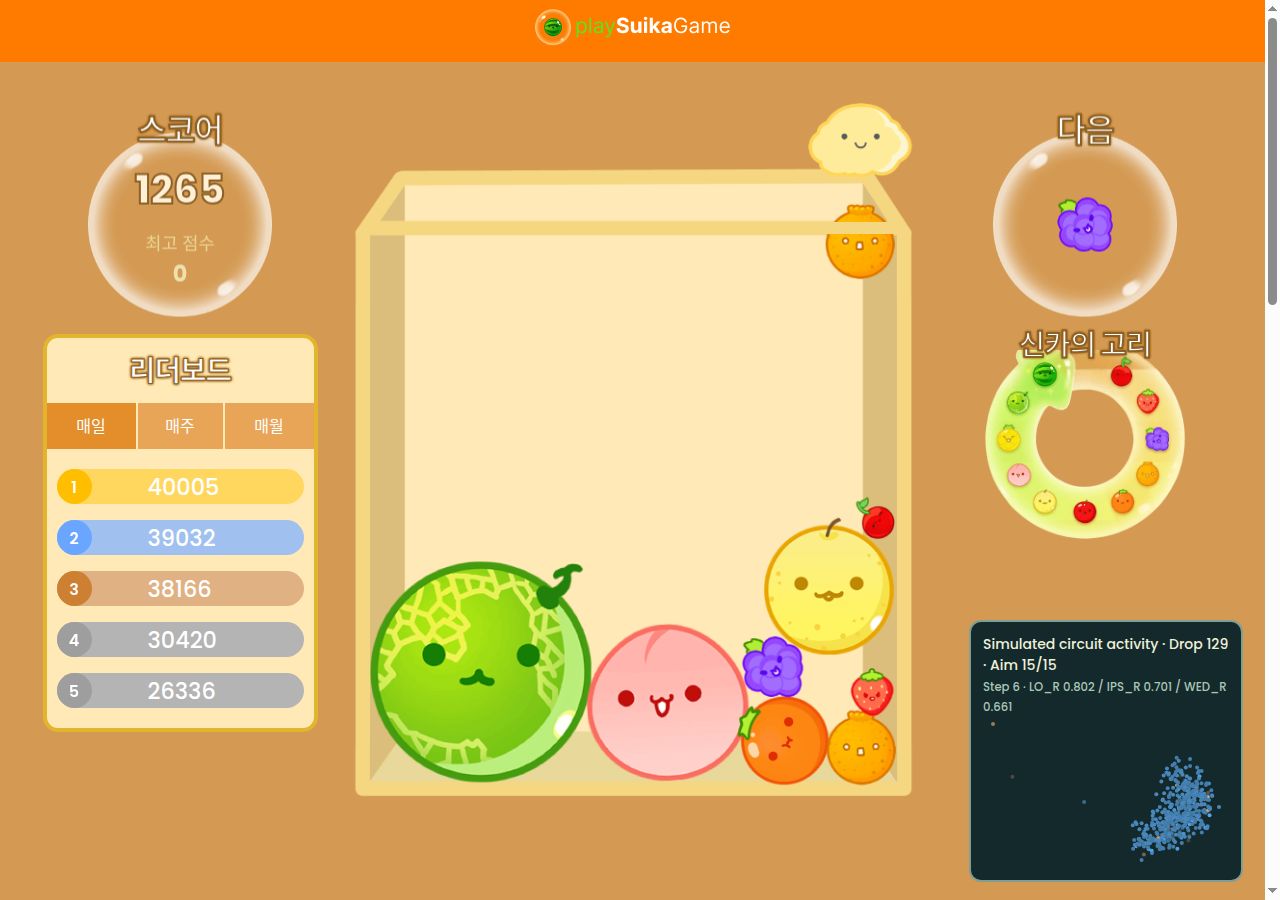 playSuikaGame
스코어
1265
최고 점수
0
리더보드
매일 매주 매월
1 40005
2 39032
3 38166
4 30420
5 26336
다음
신카의 고리
Simulated circuit activity · Drop 129
· Aim 15/15
Step 6 · LO_R 0.802 / IPS_R 0.701 / WED_R
0.661